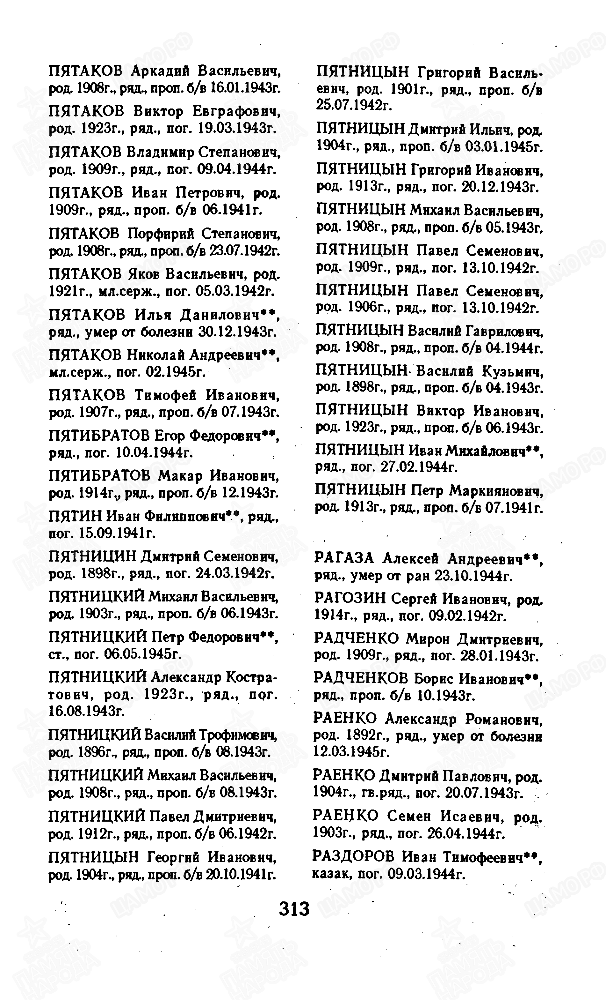 ПЯТАКОВ Аркадий Васильевич,
род. 1908г., ряд., проп. б/в 16.01.1943г.
ПЯТАКОВ Виктор Евграфович,
род. 1923г., ряд., пог. 19.03.1943г.
ПЯТАКОВ Владимир Степанович,
род. 1909г., ряд., пог. 09.04.1944г.
ПЯТАКОВ Иван Петрович, род.
1909г., ряд., проп. б/в 06.1941г.
ПЯТАКОВ Порфирий Степанович,
род. 1908г., ряд., проп. б/в 23.07.1942г.
ПЯТАКОВ Яков Васильевич, род.
1921г., мл.серж., пог. 05.03.1942г.
ПЯТАКОВ Илья Данилович**,
ряд., умер от болезни 30.12.1943г.
ПЯТАКОВ Николай Андреевич**,
мл.серж., пог. 02.1945г.
ПЯТАКОВ Тимофей Иванович,
род. 1907г., ряд., проп. б/в 07.1943г.
ПЯТИБРАТОВ Егор Федорович**,
ряд., пог. 10.04.1944г.
ПЯТИБРАТОВ Макар Иванович,
род. 1914г., ряд., проп. б/в 12.1943г.
ПЯТИН Иван Филиппович**, ряд.,
пог. 15.09.1941г.
ПЯТНИЦИН Дмитрий Семенович,
род. 1898г., ряд., пог. 24.03.1942г.
ПЯТНИЦКИЙ Михаил Васильевич,
род. 1903г., ряд., проп. б/в 06.1943г.
ПЯТНИЦКИЙ Петр Федорович**,
ст., пог. 06.05.1945г.
ПЯТНИЦКИЙ Александр Костра-
тович, род. 1923г., ряд., пог.
16.08.1943г.
ПЯТНИЦКИЙ Василий Трофимович,
род. 1896г., ряд., проп. б/в 08.1943г.
ПЯТНИЦКИЙ Михаил Васильевич,
род. 1908г., ряд., проп. б/в 08.1943г.
ПЯТНИЦКИЙ Павел Дмитриевич,
род. 1912г., ряд., проп. б/в 06.1942г.
ПЯТНИЦЫН Георгий Иванович,
род. 1904г., ряд., проп. б/в 20.10.1941г.
ПЯТНИЦЫН Григорий Василь-
евич, род. 1901г., ряд., проп. б/в
25.07.1942г.
ПЯТНИЦЫН Дмитрий Ильич, род.
1904г., ряд., проп. б/в 03.01.1945г.
ПЯТНИЦЫН Григорий Иванович,
род. 1913г., ряд., пог. 20.12.1943г.
ПЯТНИЦЫН Михаил Васильевич,
род. 1908г., ряд., проп. б/в 05.1943г.
ПЯТНИЦЫН Павел Семенович,
род. 1909г., ряд., пог. 13.10.1942г.
ПЯТНИЦЫН Павел Семенович,
род. 1906г., ряд., пог. 13.10.1942г.
ПЯТНИЦЫН Василий Гаврилович,
род. 1908г., ряд., проп. б/в 04.1944г.
ПЯТНИЦЫН Василий Кузьмич,
род. 1898г., ряд., проп. б/в 04.1943г.
ПЯТНИЦЫН Виктор Иванович,
род. 1923г., ряд., проп. б/в 06.1943г.
ПЯТНИЦЫН Иван Михайлович**,
ряд., пог. 27.02.1944г.
ПЯТНИЦЫН Петр Маркиянович,
род. 1913г., ряд., проп. б/в 07.1941г.
РАГАЗА Алексей Андреевич**,
ряд., умер от ран 23.10.1944г.
РАГОЗИН Сергей Иванович, род.
1914г., ряд., пог. 09.02.1942г.
РАДЧЕНКО Мирон Дмитриевич,
род. 1909г., ряд., пог. 28.01.1943г.
РАДЧЕНКОВ Борис Иванович**,
ряд., проп. б/в 10.1943г.
РАЕНКО Александр Романович,
род. 1892г., ряд., умер от болезни
12.03.1945г.
РАЕНКО Дмитрий Павлович, род.
1904г., гв.ряд., пог. 20.07.1943г.
РАЕНКО Семен Исаевич, род.
1903г., ряд., пог. 26.04.1944г.
РАЗДОРОВ Иван Тимофеевич**,
казак, пог. 09.03.1944г.
313